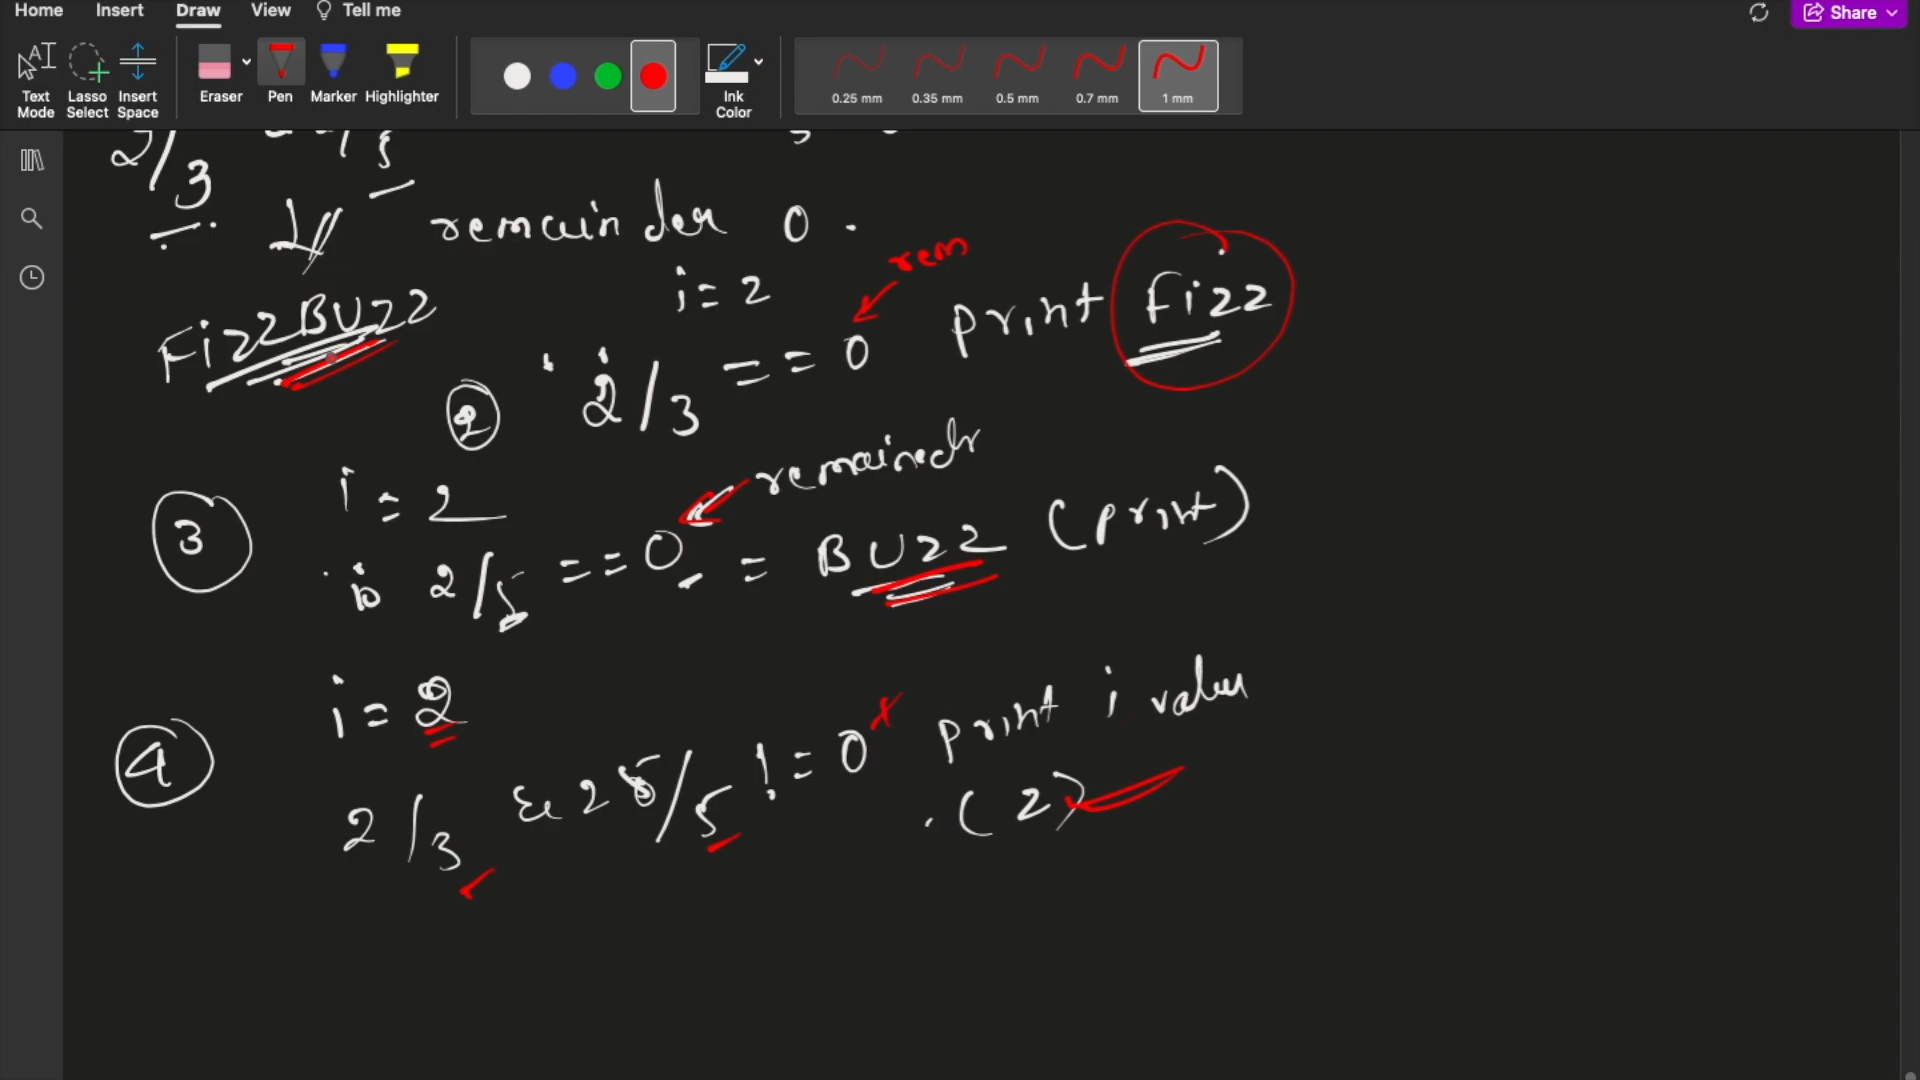 Home Insert Draw View Tell me
Share
Text Mode
Lasso Select
Insert Space
Eraser
Pen
Marker
Highlighter
Ink Color
0.25 mm
0.35 mm
0.5 mm
0.7 mm
1 mm
2/3
remainder 0.
rem
i = 2
print Fizz
FizzBUzz
2 2/3 == 0
remainedr
3 i = 2
2/5 == 0 = BUzz (print)
4 i = 2
print i value
2/3 & 2 5/5 != 0
(2)